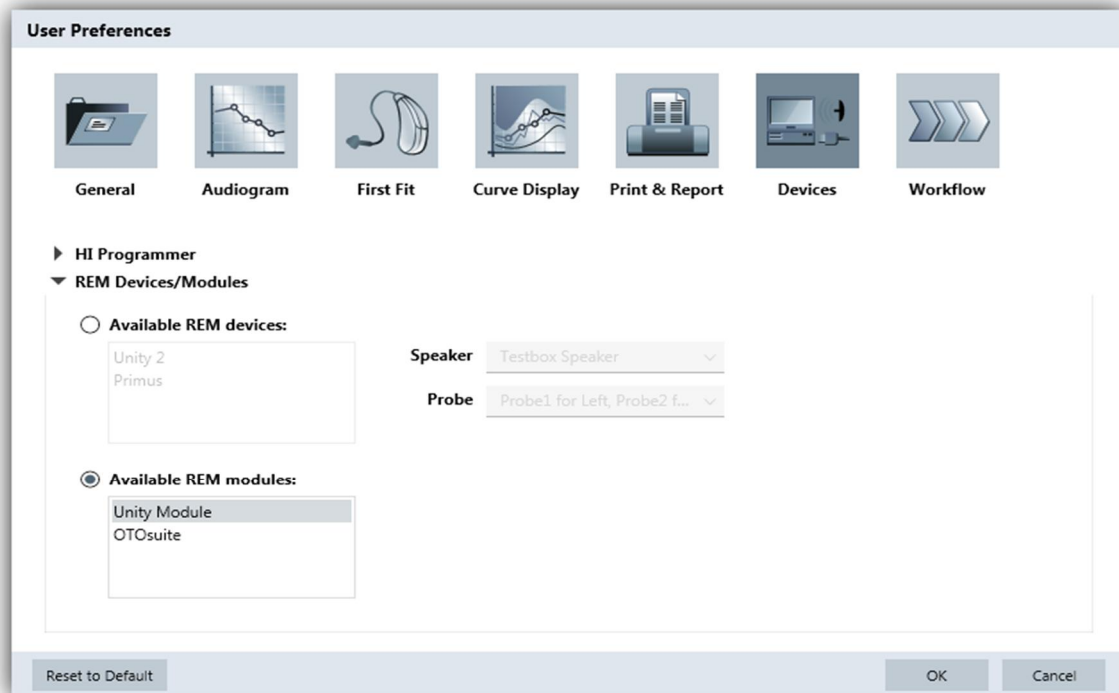 User Preferences
General Audiogram First Fit Curve Display Print & Report Devices Workflow
HI Programmer
REM Devices/Modules
Available REM devices:
Unity 2
Primus
Speaker Testbox Speaker
Probe Probe1 for Left, Probe2 f...
Available REM modules:
Unity Module
OTOsuite
Reset to Default OK Cancel